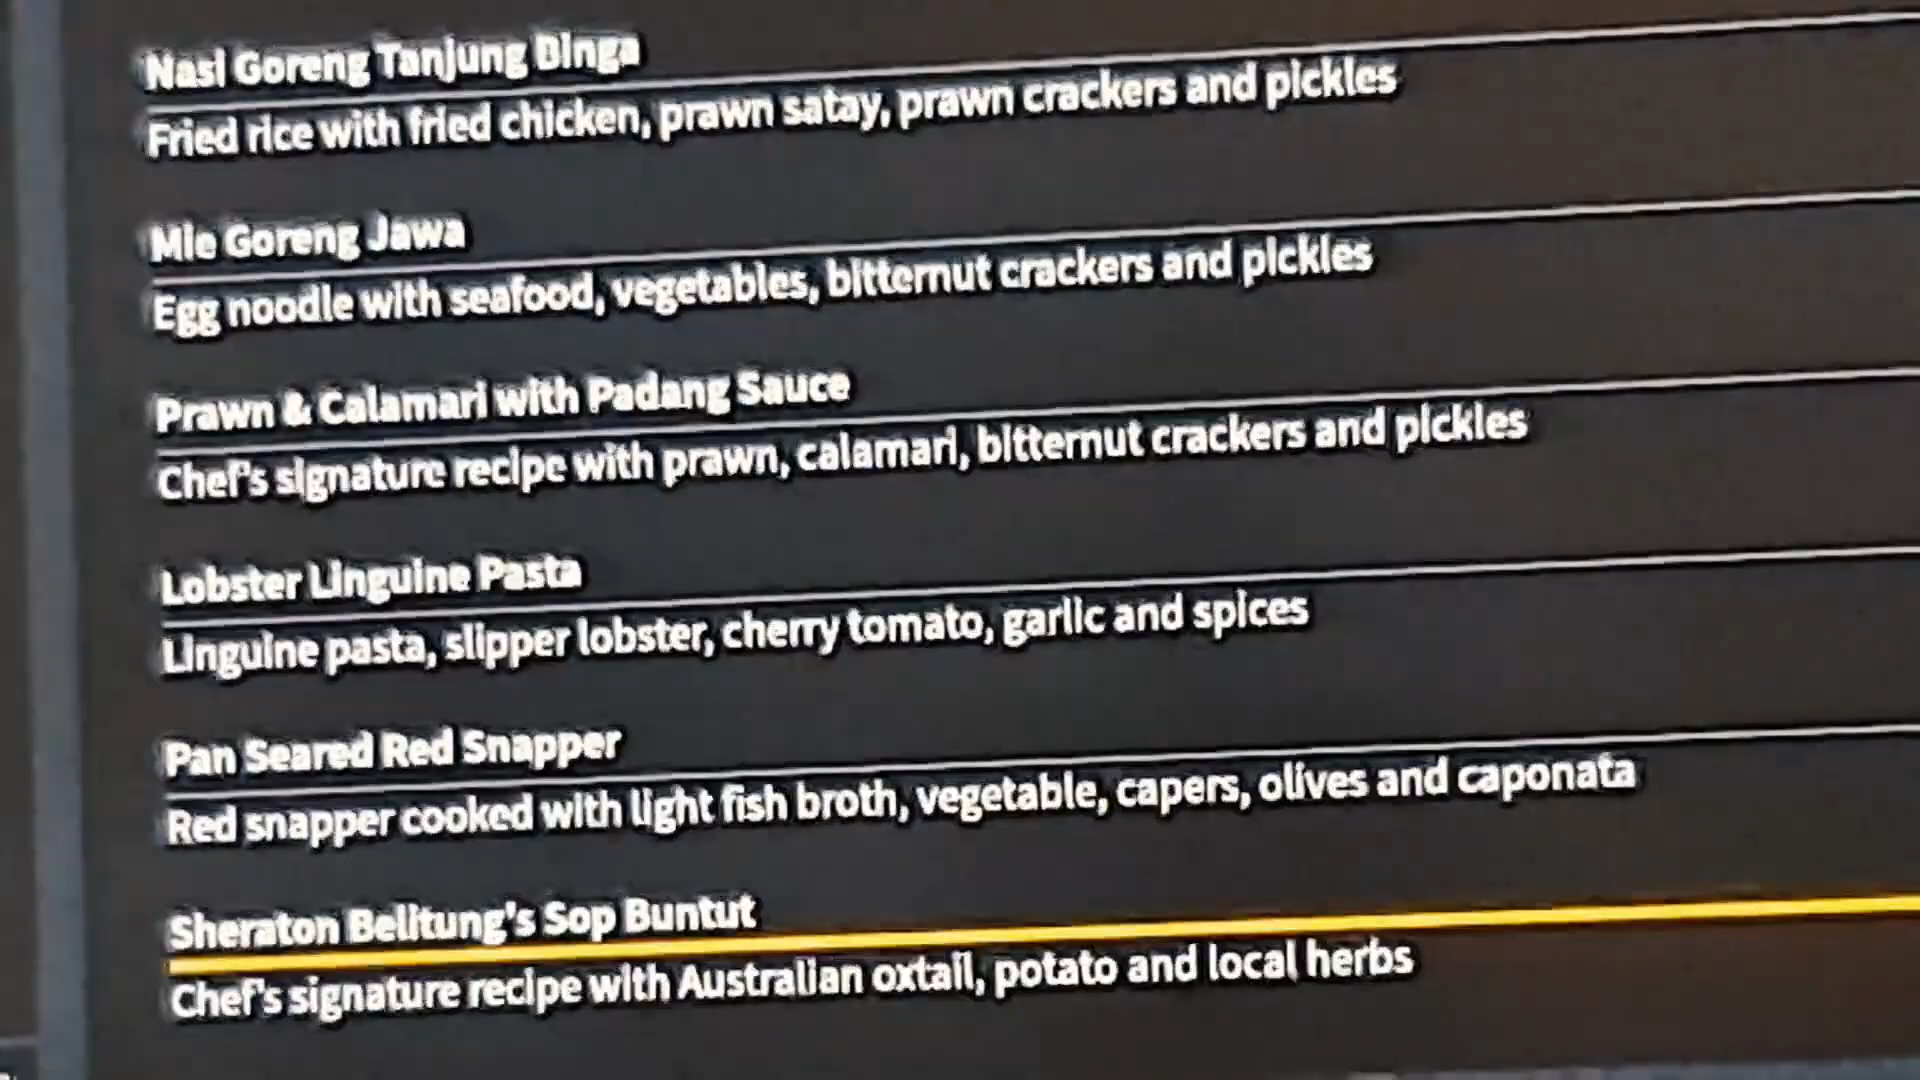 Nasi Goreng Tanjung Binga
Fried rice with fried chicken, prawn satay, prawn crackers and pickles
Mie Goreng Jawa
Egg noodle with seafood, vegetables, bitternut crackers and pickles
Prawn & Calamari with Padang Sauce
Chef's signature recipe with prawn, calamari, bitternut crackers and pickles
Lobster Linguine Pasta
Linguine pasta, slipper lobster, cherry tomato, garlic and spices
Pan Seared Red Snapper
Red snapper cooked with light fish broth, vegetable, capers, olives and caponata
Sheraton Belitung's Sop Buntut
Chef's signature recipe with Australian oxtail, potato and local herbs